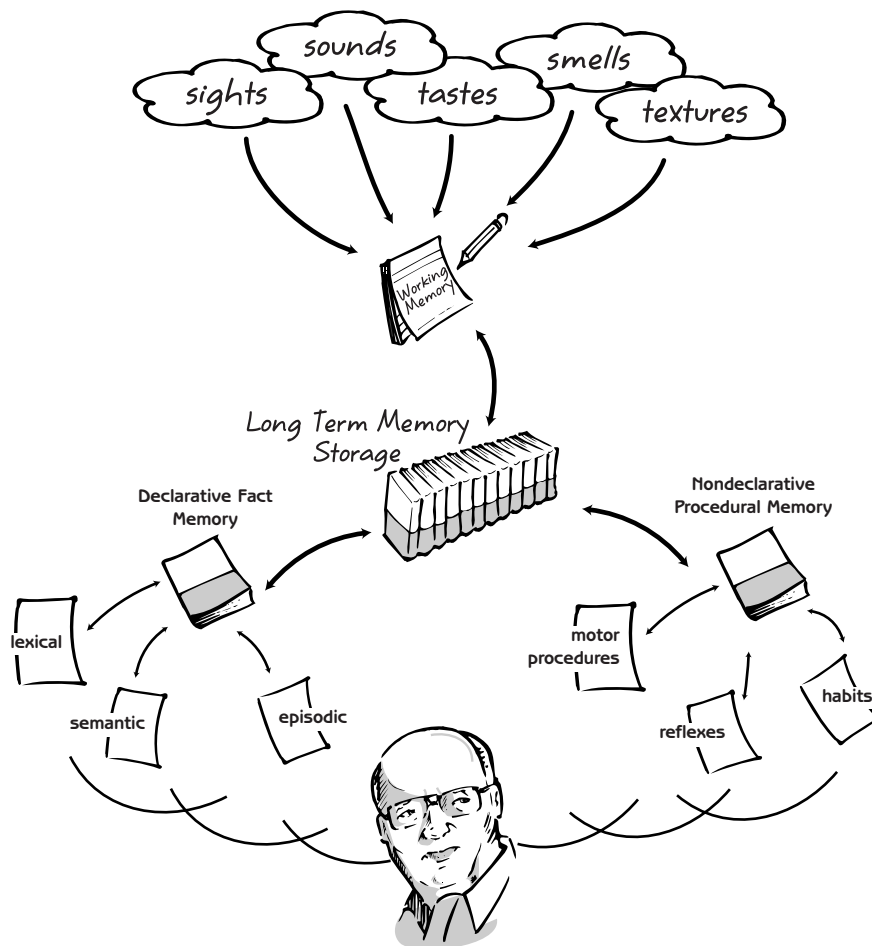 sounds
smells
sights
tastes
textures
Working
Memory
Long Term Memory
Storage
Declarative Fact
Memory
Nondeclarative
Procedural Memory
lexical
semantic
episodic
motor
procedures
reflexes
habits